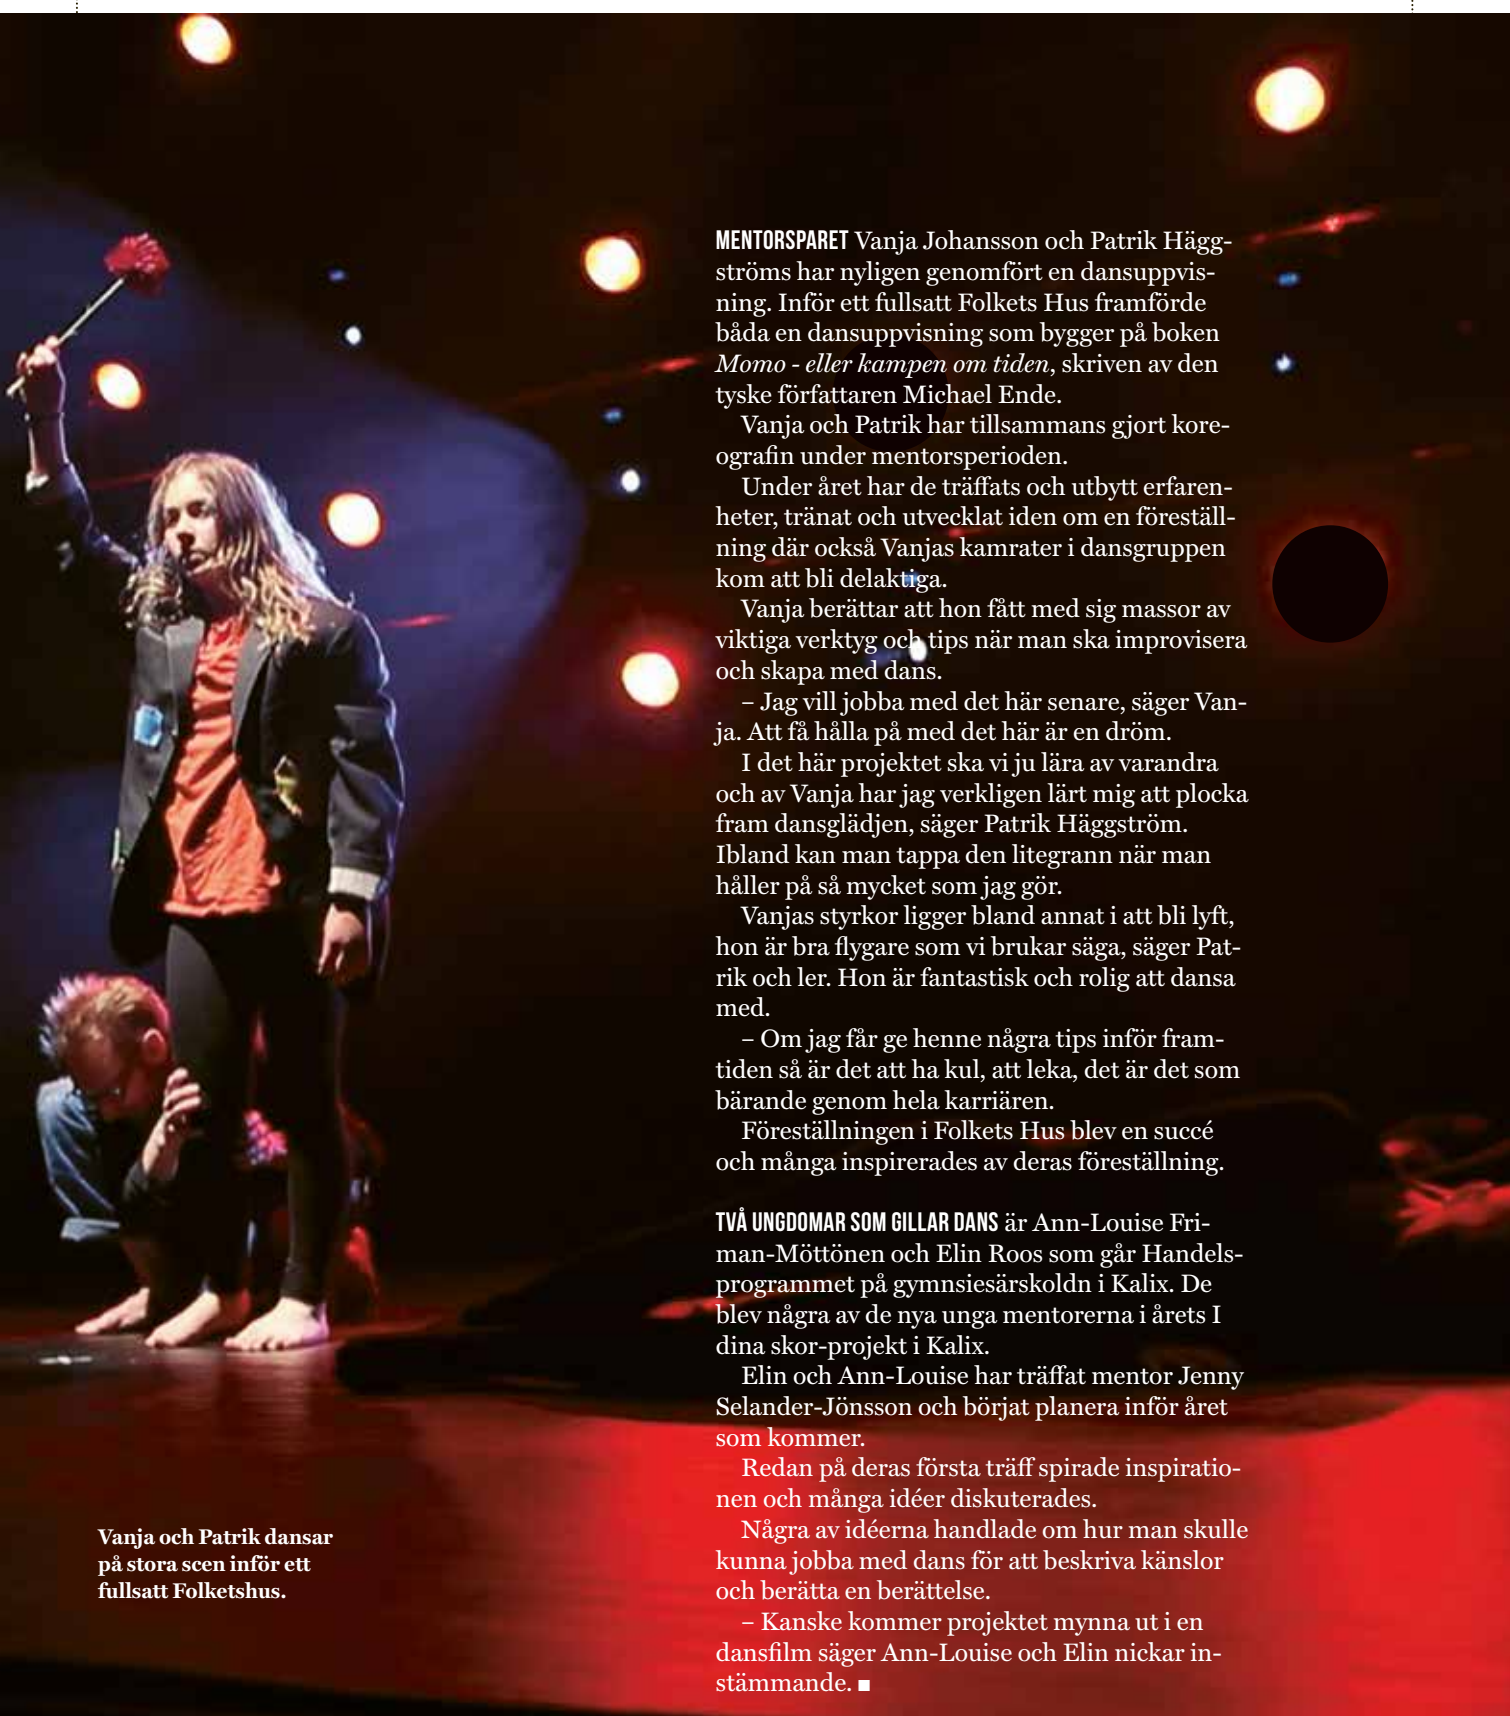 MENTORSPARET Vanja Johansson och Patrik Hägg-
ströms har nyligen genomfört en dansuppvis-
ning. Inför ett fullsatt Folkets Hus framförde
båda en dansuppvisning som bygger på boken
Momo - eller kampen om tiden, skriven av den
tyske författaren Michael Ende.
Vanja och Patrik har tillsammans gjort kore-
ografin under mentorsperioden.
Under året har de träffats och utbytt erfaren-
heter, tränat och utvecklat iden om en föreställ-
ning där också Vanjas kamrater i dansgruppen
kom att bli delaktiga.
Vanja berättar att hon fått med sig massor av
viktiga verktyg och tips när man ska improvisera
och skapa med dans.
– Jag vill jobba med det här senare, säger Van-
ja. Att få hålla på med det här är en dröm.
I det här projektet ska vi ju lära av varandra
och av Vanja har jag verkligen lärt mig att plocka
fram dansglädjen, säger Patrik Häggström.
Ibland kan man tappa den litegrann när man
håller på så mycket som jag gör.
Vanjas styrkor ligger bland annat i att bli lyft,
hon är bra flygare som vi brukar säga, säger Pat-
rik och ler. Hon är fantastisk och rolig att dansa
med.
– Om jag får ge henne några tips inför fram-
tiden så är det att ha kul, att leka, det är det som
bärande genom hela karriären.
Föreställningen i Folkets Hus blev en succé
och många inspirerades av deras föreställning.
TVÅ UNGDOMAR SOM GILLAR DANS är Ann-Louise Fri-
man-Möttönen och Elin Roos som går Handels-
programmet på gymnsiesärskoldn i Kalix. De
blev några av de nya unga mentorerna i årets I
dina skor-projekt i Kalix.
Elin och Ann-Louise har träffat mentor Jenny
Selander-Jönsson och börjat planera inför året
som kommer.
Redan på deras första träff spirade inspiratio-
nen och många idéer diskuterades.
Några av idéerna handlade om hur man skulle
kunna jobba med dans för att beskriva känslor
och berätta en berättelse.
– Kanske kommer projektet mynna ut i en
dansfilm säger Ann-Louise och Elin nickar in-
stämmande. ■
Vanja och Patrik dansar
på stora scen inför ett
fullsatt Folketshus.